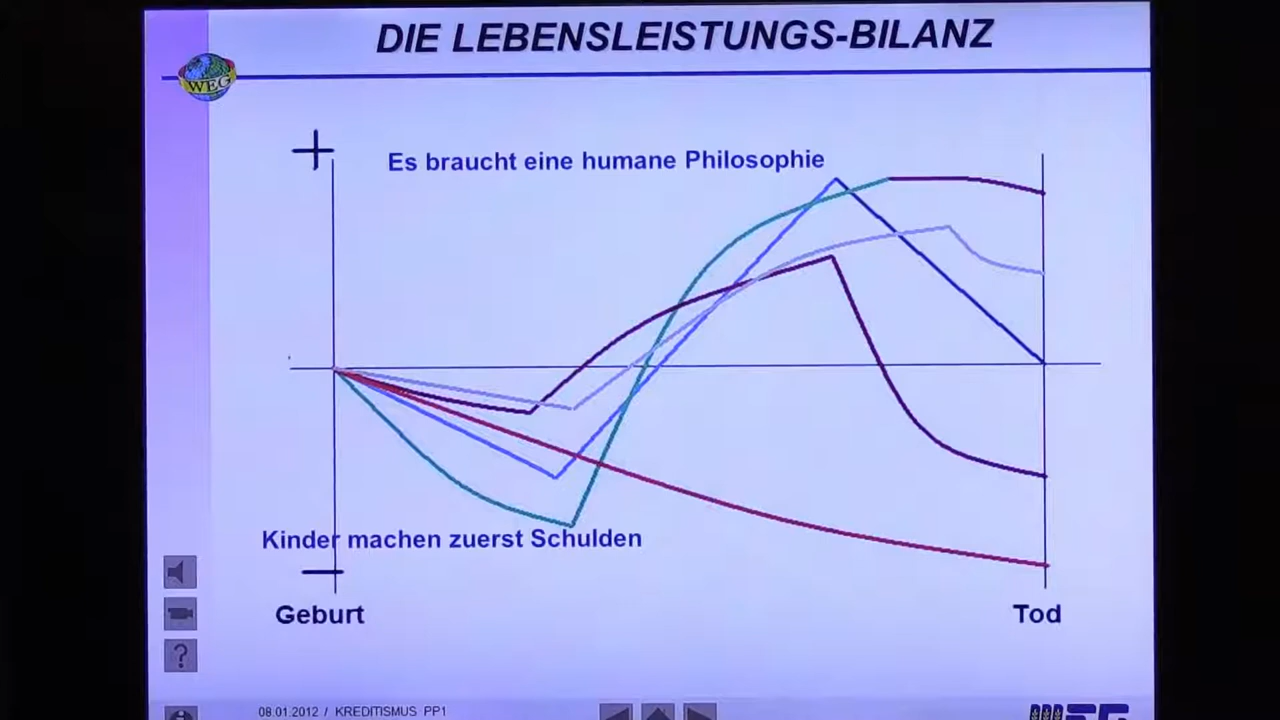 DIE LEBENSLEISTUNGS-BILANZ
WEG
+
Es braucht eine humane Philosophie
Kinder machen zuerst Schulden
—
Geburt
Tod
?
08.01.2012 / KREDITISMUS PP1